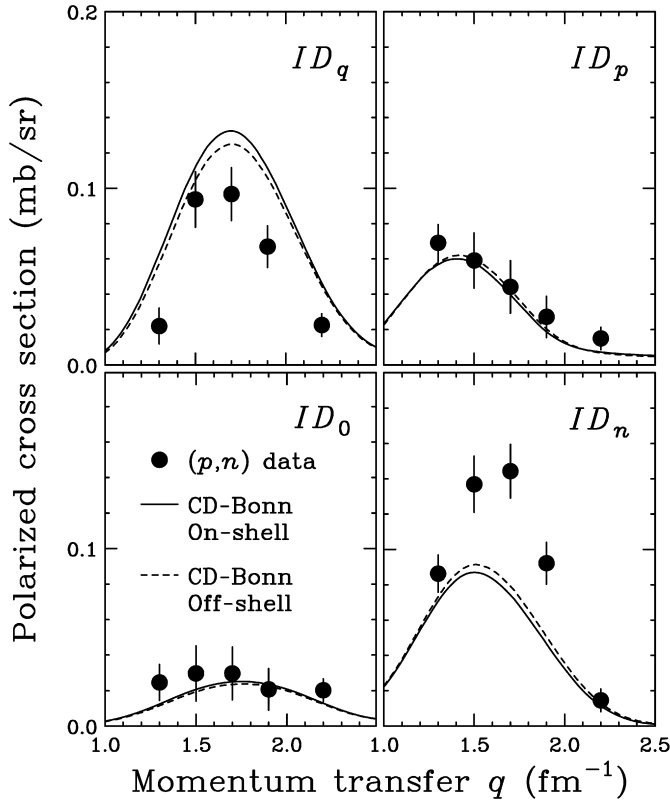 0.2
ID_q
ID_p
0.1
0.0
ID_0
ID_n
(p,n) data
CD-Bonn
On-shell
CD-Bonn
Off-shell
0.1
0.0
1.0 1.5 2.0 1.0 1.5 2.0 2.5
Momentum transfer q (fm⁻¹)
Polarized cross section (mb/sr)